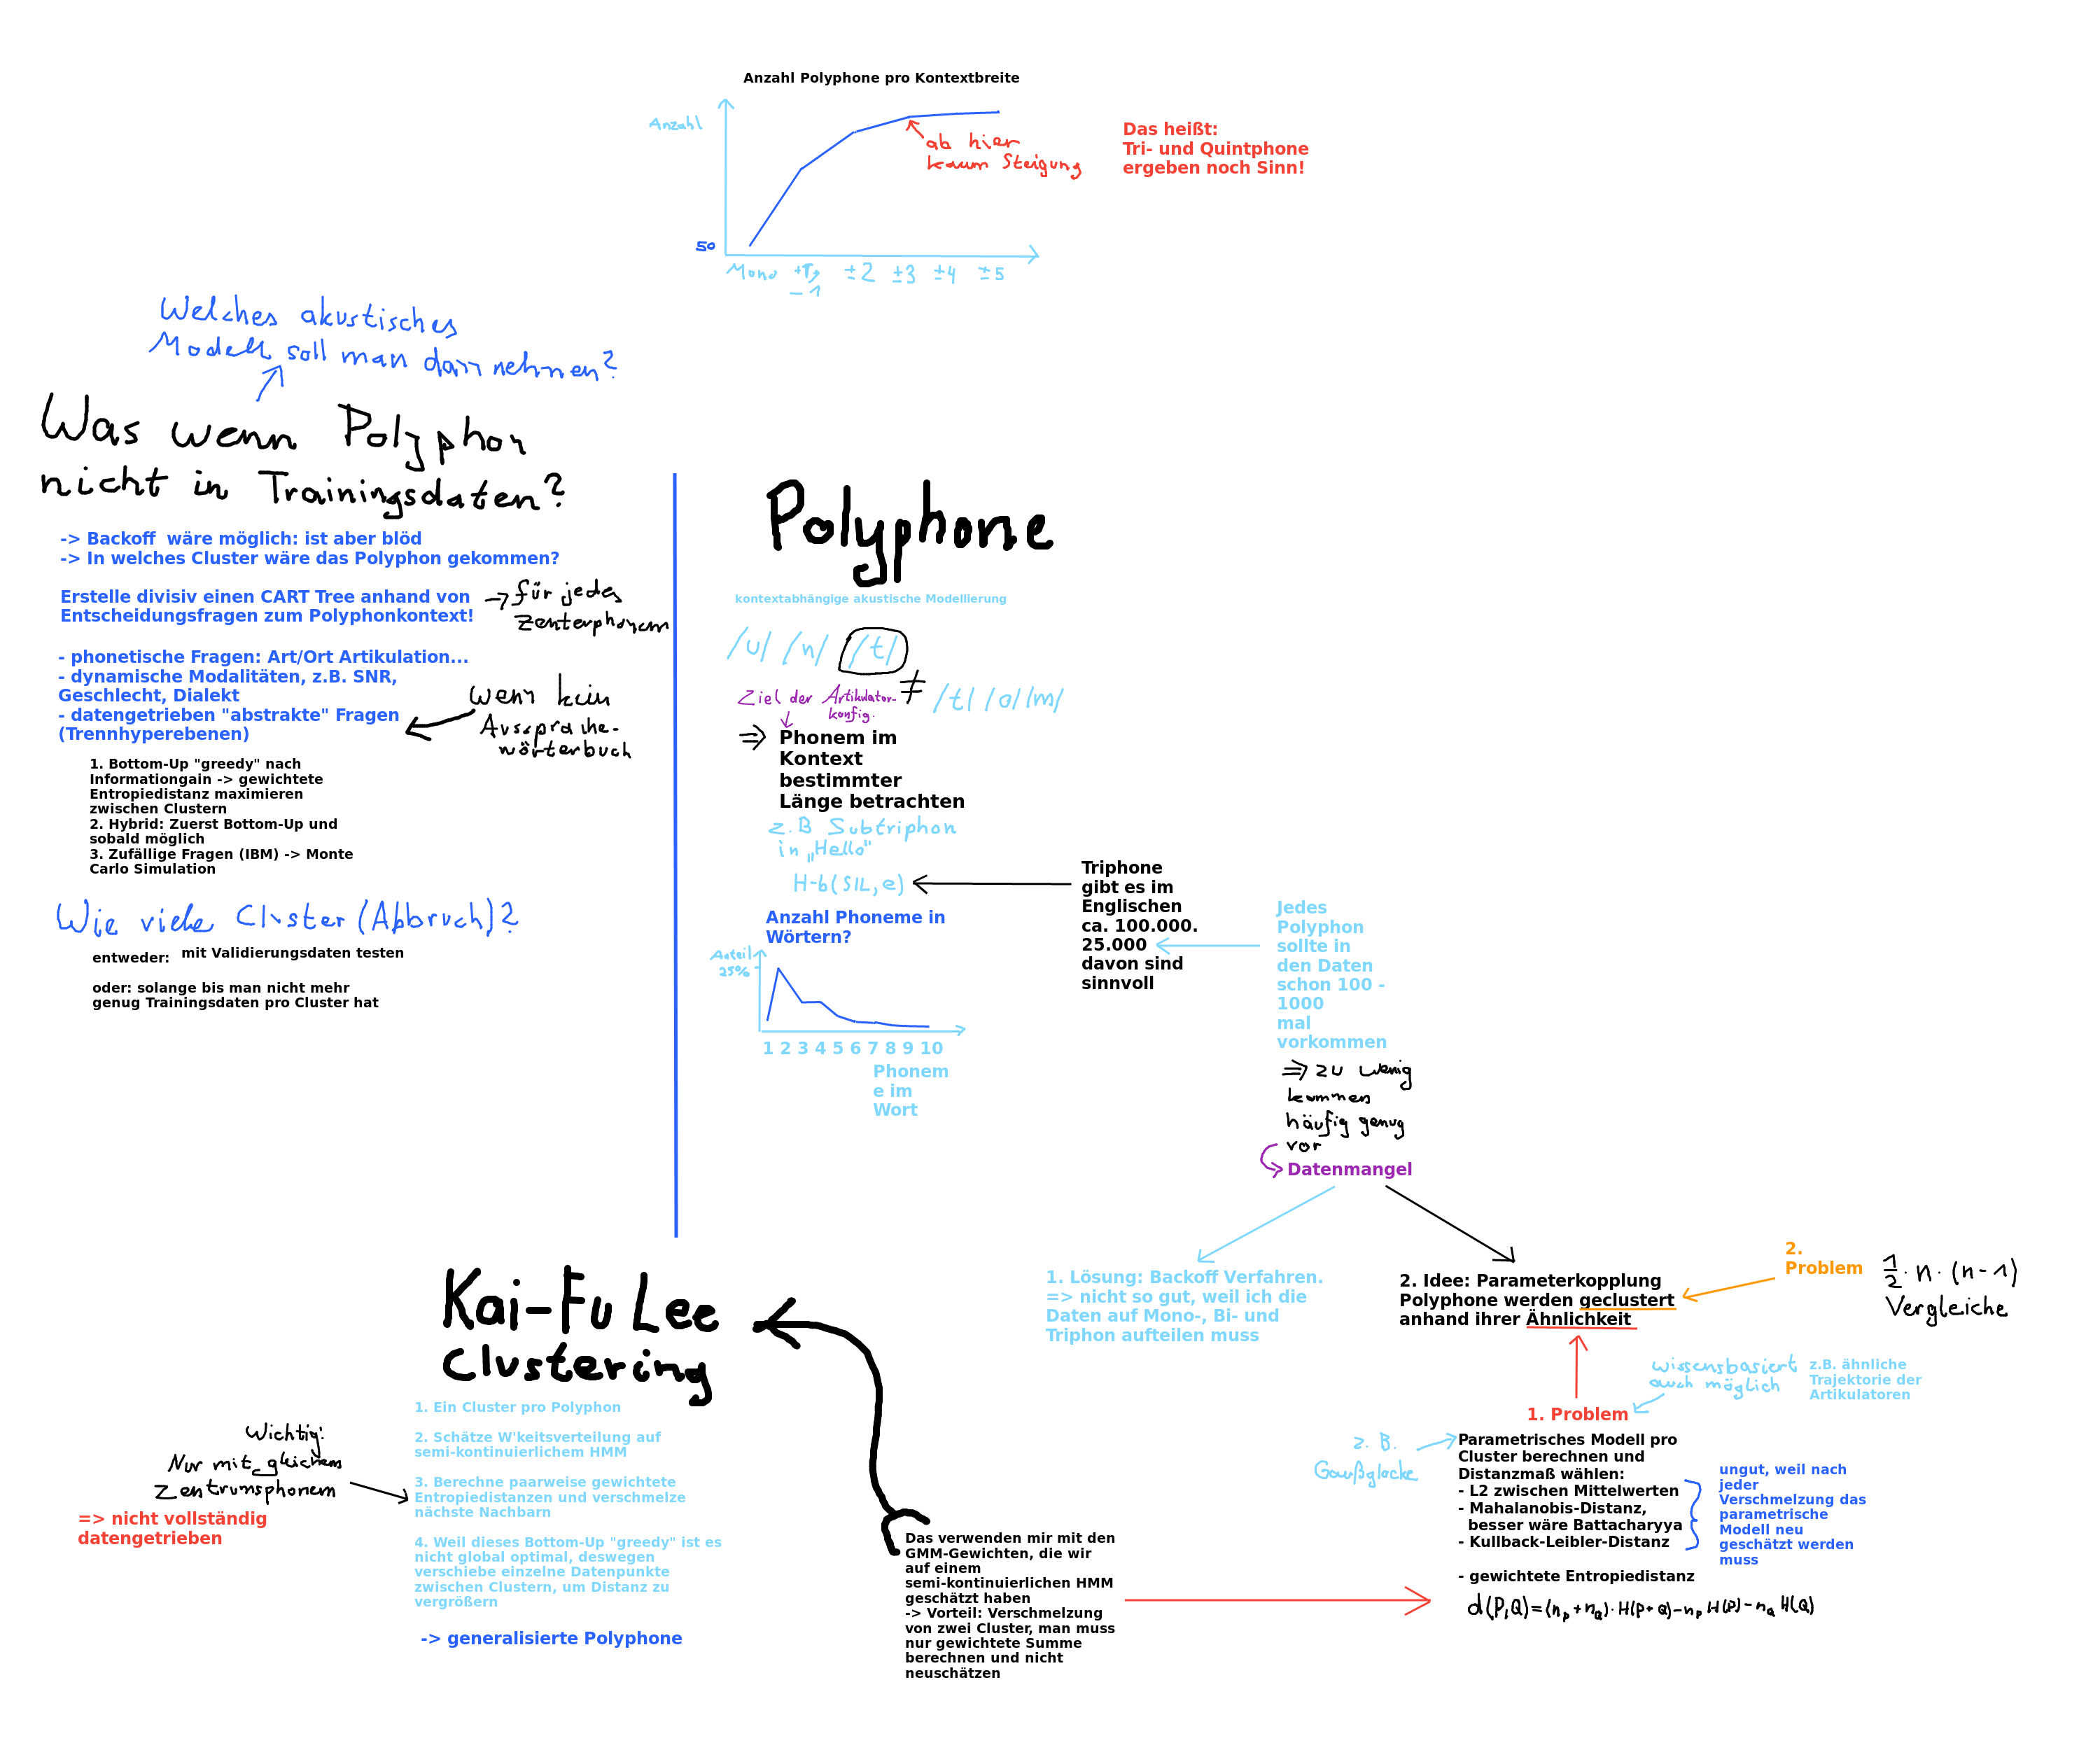 Anzahl Polyphone pro Kontextbreite
Anzahl
ab hier
kaum Steigung
50
Mono
± 2 ± 3 ± 4 ± 5
Das heißt:
Tri- und Quintphone
ergeben noch Sinn!
Welches akustisches
Modell soll man dann nehmen?
Was wenn Polyphon
nicht in Trainingsdaten?
-> Backoff  wäre möglich: ist aber blöd
-> In welches Cluster wäre das Polyphon gekommen?
Erstelle divisiv einen CART Tree anhand von
Entscheidungsfragen zum Polyphonkontext!
-> für jedes
Zenterphonem
- phonetische Fragen: Art/Ort Artikulation...
- dynamische Modalitäten, z.B. SNR,
Geschlecht, Dialekt
- datengetrieben "abstrakte" Fragen
(Trennhyperebenen)
wenn kein
Aussprache-
wörterbuch
1. Bottom-Up "greedy" nach
Informationgain -> gewichtete
Entropiedistanz maximieren
zwischen Clustern
2. Hybrid: Zuerst Bottom-Up und
sobald möglich
3. Zufällige Fragen (IBM) -> Monte
Carlo Simulation
Wie viele Cluster (Abbruch)?
entweder: mit Validierungsdaten testen
oder: solange bis man nicht mehr
genug Trainingsdaten pro Cluster hat
Polyphone
kontextabhängige akustische Modellierung
/u/ /n/ /t/
≠ /t/ /o/ /m/
Ziel der Artikulator-
konfig.
=> Phonem im
Kontext
bestimmter
Länge betrachten
z.B Subtriphon
in „Hello"
H-b(SIL, e)
Anzahl Phoneme in
Wörtern?
Anteil
25%
1 2 3 4 5 6 7 8 9 10
Phonem
e im
Wort
Triphone
gibt es im
Englischen
ca. 100.000.
25.000
davon sind
sinnvoll
Jedes
Polyphon
sollte in
den Daten
schon 100 -
1000
mal
vorkommen
=> zu wenig
kommen
häufig genug
vor
Datenmangel
1. Lösung: Backoff Verfahren.
=> nicht so gut, weil ich die
Daten auf Mono-, Bi- und
Triphon aufteilen muss
2. Idee: Parameterkopplung
Polyphone werden geclustert
anhand ihrer Ähnlichkeit
2.
Problem
1/2 · n · (n - 1)
Vergleiche
wissensbasiert
auch möglich
z.B. ähnliche
Trajektorie der
Artikulatoren
1. Problem
z. B.
Gaußglocke
Parametrisches Modell pro
Cluster berechnen und
Distanzmaß wählen:
- L2 zwischen Mittelwerten
- Mahalanobis-Distanz,
besser wäre Battacharyya
- Kullback-Leibler-Distanz
- gewichtete Entropiedistanz
d(P,Q) = (n_p + n_Q) · H(P+Q) - n_P H(P) - n_Q H(Q)
ungut, weil nach
jeder
Verschmelzung das
parametrische
Modell neu
geschätzt werden
muss
Kai-Fu Lee
Clustering
1. Ein Cluster pro Polyphon
2. Schätze W'keitsverteilung auf
semi-kontinuierlichem HMM
3. Berechne paarweise gewichtete
Entropiedistanzen und verschmelze
nächste Nachbarn
4. Weil dieses Bottom-Up "greedy" ist es
nicht global optimal, deswegen
verschiebe einzelne Datenpunkte
zwischen Clustern, um Distanz zu
vergrößern
-> generalisierte Polyphone
Wichtig:
Nur mit gleichem
Zentrumsphonem
=> nicht vollständig
datengetrieben
Das verwenden mir mit den
GMM-Gewichten, die wir
auf einem
semi-kontinuierlichen HMM
geschätzt haben
-> Vorteil: Verschmelzung
von zwei Cluster, man muss
nur gewichtete Summe
berechnen und nicht
neuschätzen